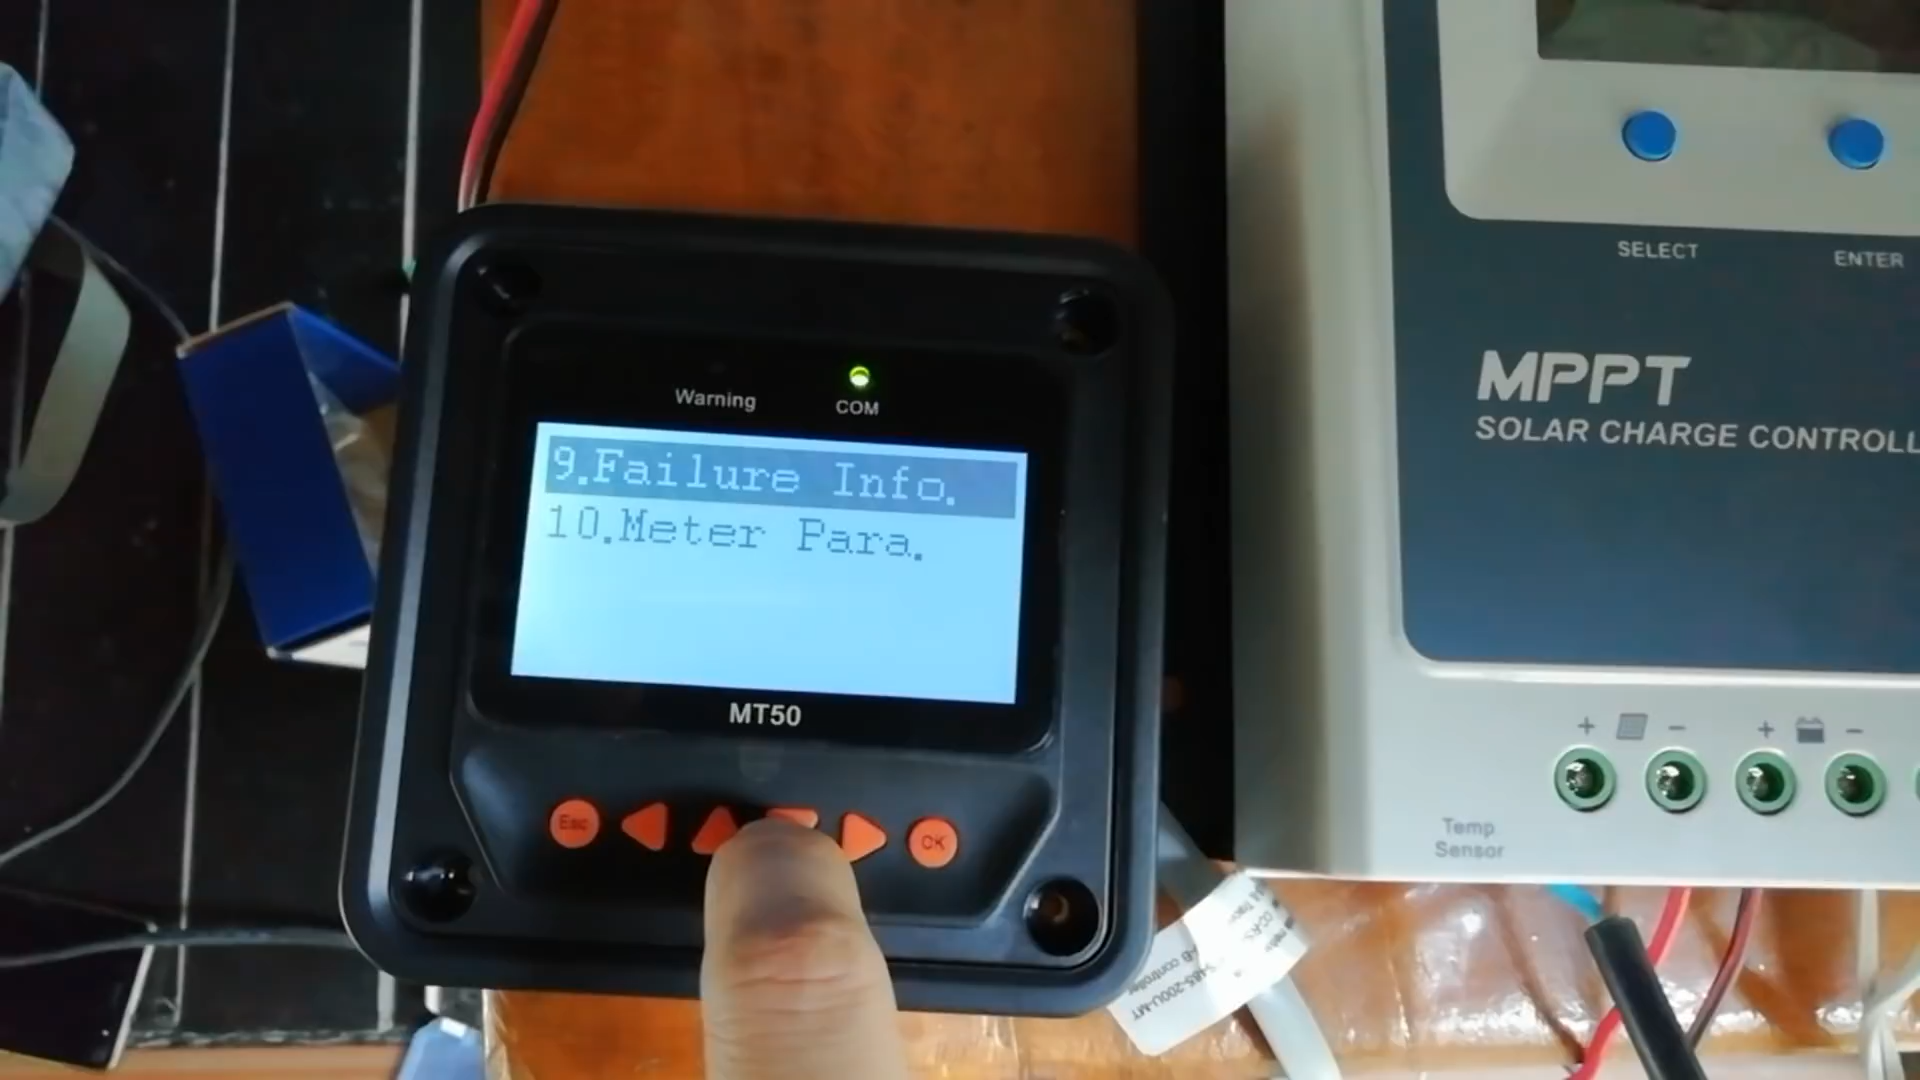 Warning
COM
9.Failure Info.
10.Meter Para.
MT50
Esc
OK
SELECT
ENTER
MPPT
SOLAR CHARGE CONTROLL
+ - + -
Temp
Sensor
controller